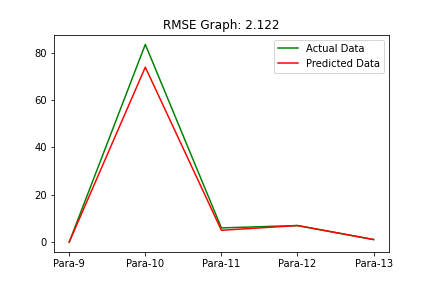 RMSE Graph: 2.122
Actual Data
Predicted Data
80
60
40
20
0
Para-9 Para-10 Para-11 Para-12 Para-13